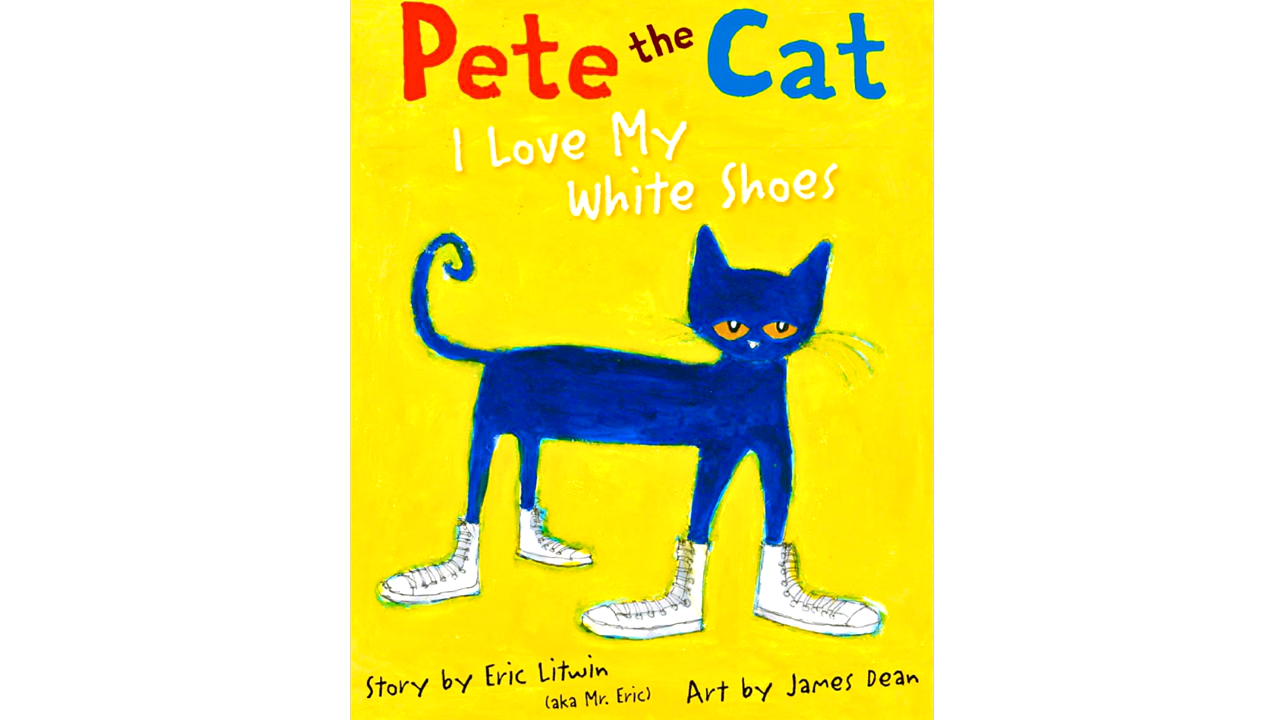 Pete the Cat
I Love My
White Shoes
Story by Eric Litwin
(aka Mr. Eric)
Art by James Dean